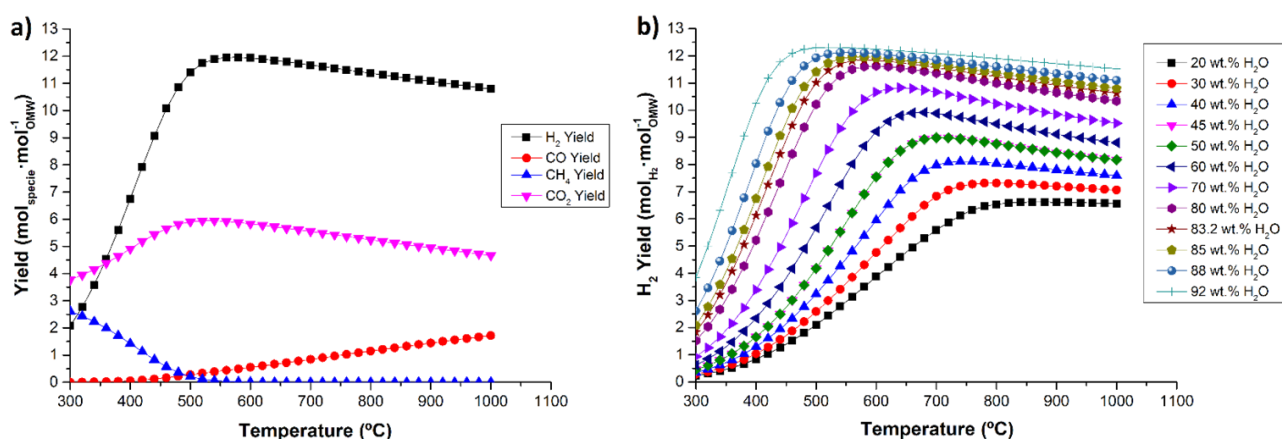 a)
13
12
11
10
9
8
7
6
5
4
3
2
1
0
Yield (mol_specie·mol⁻¹_OMW)
300 400 500 600 700 800 900 1000 1100
Temperature (ºC)
H₂ Yield
CO Yield
CH₄ Yield
CO₂ Yield
b)
13
12
11
10
9
8
7
6
5
4
3
2
1
0
H₂ Yield (mol_H₂·mol⁻¹_OMW)
300 400 500 600 700 800 900 1000 1100
Temperature (ºC)
20 wt.% H₂O
30 wt.% H₂O
40 wt.% H₂O
45 wt.% H₂O
50 wt.% H₂O
60 wt.% H₂O
70 wt.% H₂O
80 wt.% H₂O
83.2 wt.% H₂O
85 wt.% H₂O
88 wt.% H₂O
92 wt.% H₂O